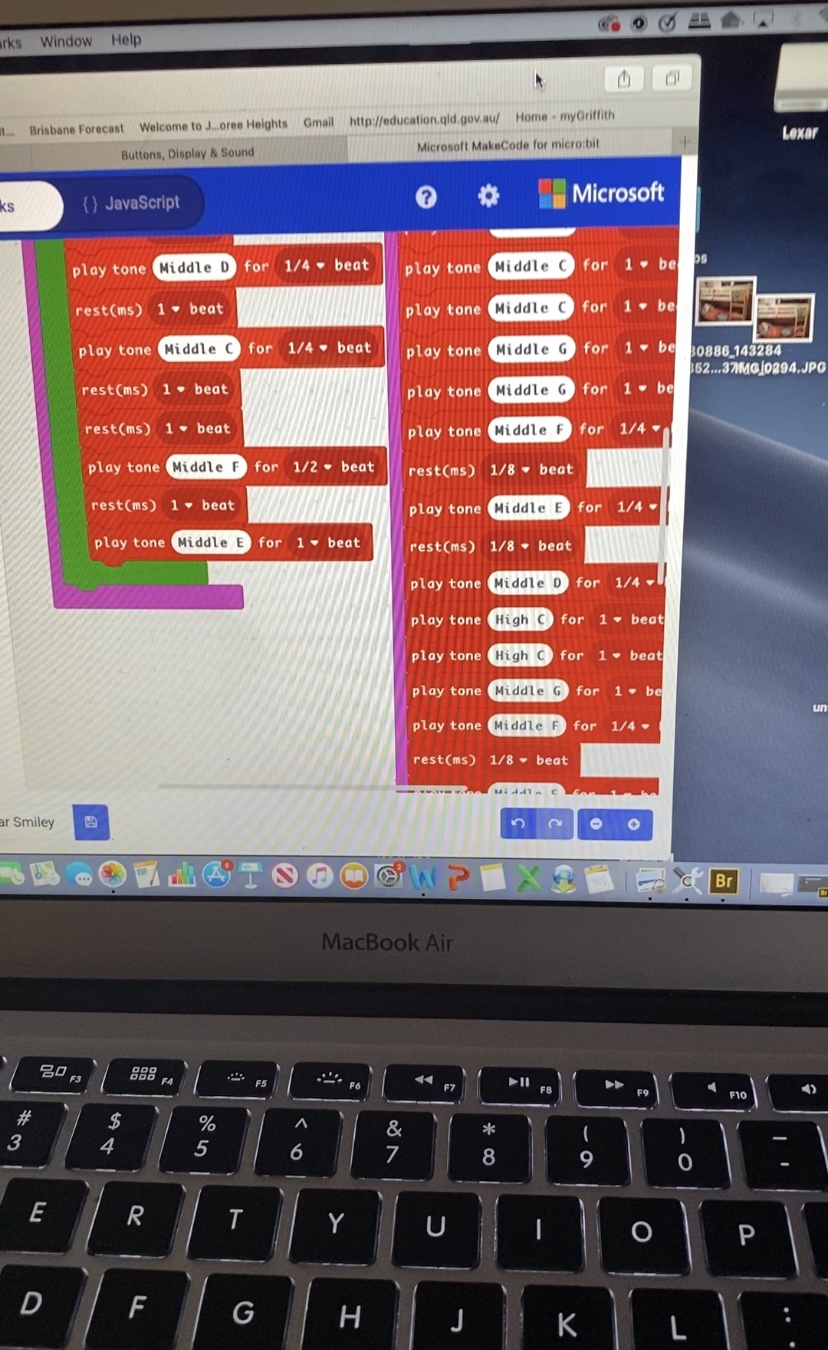 arks Window Help
Lexar
Brisbane Forecast Welcome to J...oree Heights Gmail http://education.qld.gov.au/ Home - myGriffith
Buttons, Display & Sound Microsoft MakeCode for micro:bit +
ks {} JavaScript ? Microsoft
play tone Middle D for 1/4 beat
rest(ms) 1 beat
play tone Middle C for 1/4 beat
rest(ms) 1 beat
rest(ms) 1 beat
play tone Middle F for 1/2 beat
rest(ms) 1 beat
play tone Middle E for 1 beat
play tone Middle C for 1 be
play tone Middle C for 1 be
play tone Middle G for 1 be
play tone Middle G for 1 be
play tone Middle F for 1/4
rest(ms) 1/8 beat
play tone Middle E for 1/4
rest(ms) 1/8 beat
play tone Middle D for 1/4
play tone High C for 1 beat
play tone High C for 1 beat
play tone Middle G for 1 be
play tone Middle F for 1/4
rest(ms) 1/8 beat
os
30886_143284
un
ar Smiley
Br
MacBook Air
F3 F4 F5 F6 F7 F8 F9 F10
# $ % ^ & * ( ) _
3 4 5 6 7 8 9 0 -
E R T Y U I O P
D F G H J K L :